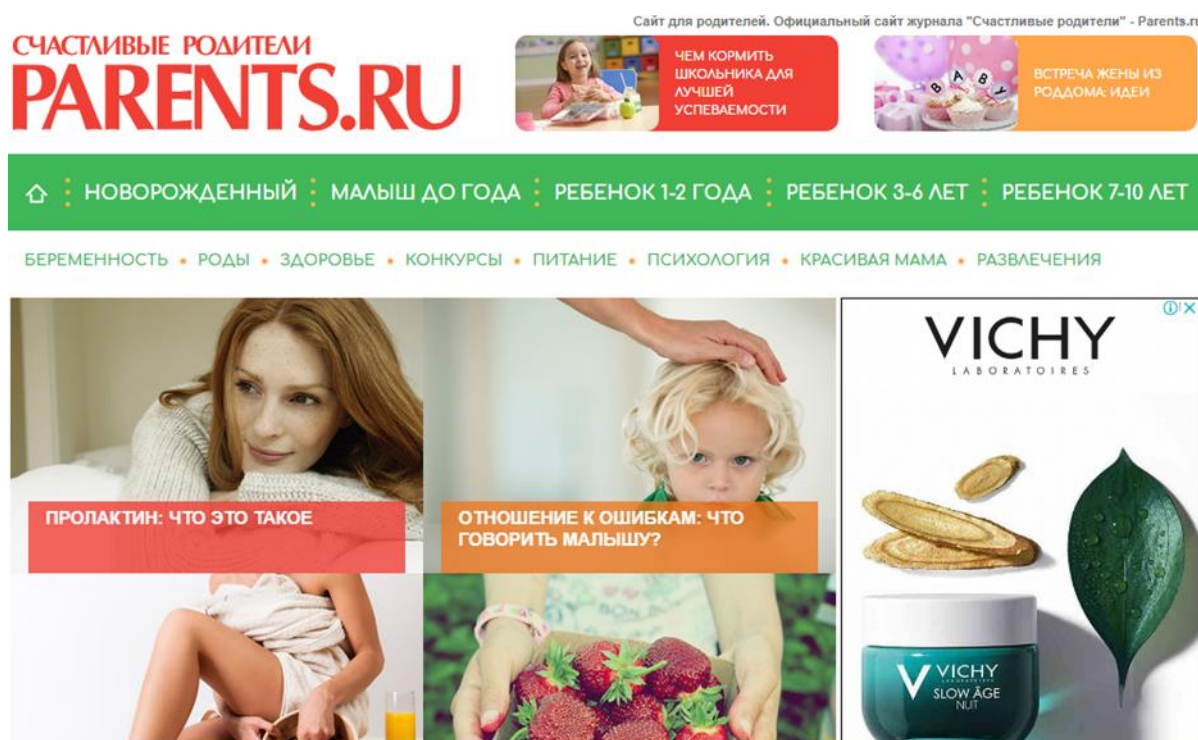 Сайт для родителей. Официальный сайт журнала "Счастливые родители" - Parents.ru
СЧАСТЛИВЫЕ РОДИТЕЛИ
PARENTS.RU
ЧЕМ КОРМИТЬ
ШКОЛЬНИКА ДЛЯ
ЛУЧШЕЙ
УСПЕВАЕМОСТИ
BABY
ВСТРЕЧА ЖЕНЫ ИЗ
РОДДОМА: ИДЕИ
НОВОРОЖДЕННЫЙ МАЛЫШ ДО ГОДА РЕБЕНОК 1-2 ГОДА РЕБЕНОК 3-6 ЛЕТ РЕБЕНОК 7-10 ЛЕТ
БЕРЕМЕННОСТЬ • РОДЫ • ЗДОРОВЬЕ • КОНКУРСЫ • ПИТАНИЕ • ПСИХОЛОГИЯ • КРАСИВАЯ МАМА • РАЗВЛЕЧЕНИЯ
ПРОЛАКТИН: ЧТО ЭТО ТАКОЕ
ОТНОШЕНИЕ К ОШИБКАМ: ЧТО
ГОВОРИТЬ МАЛЫШУ?
VICHY
LABORATOIRES
VICHY
LABORATOIRES
SLOW ÂGE
NUIT